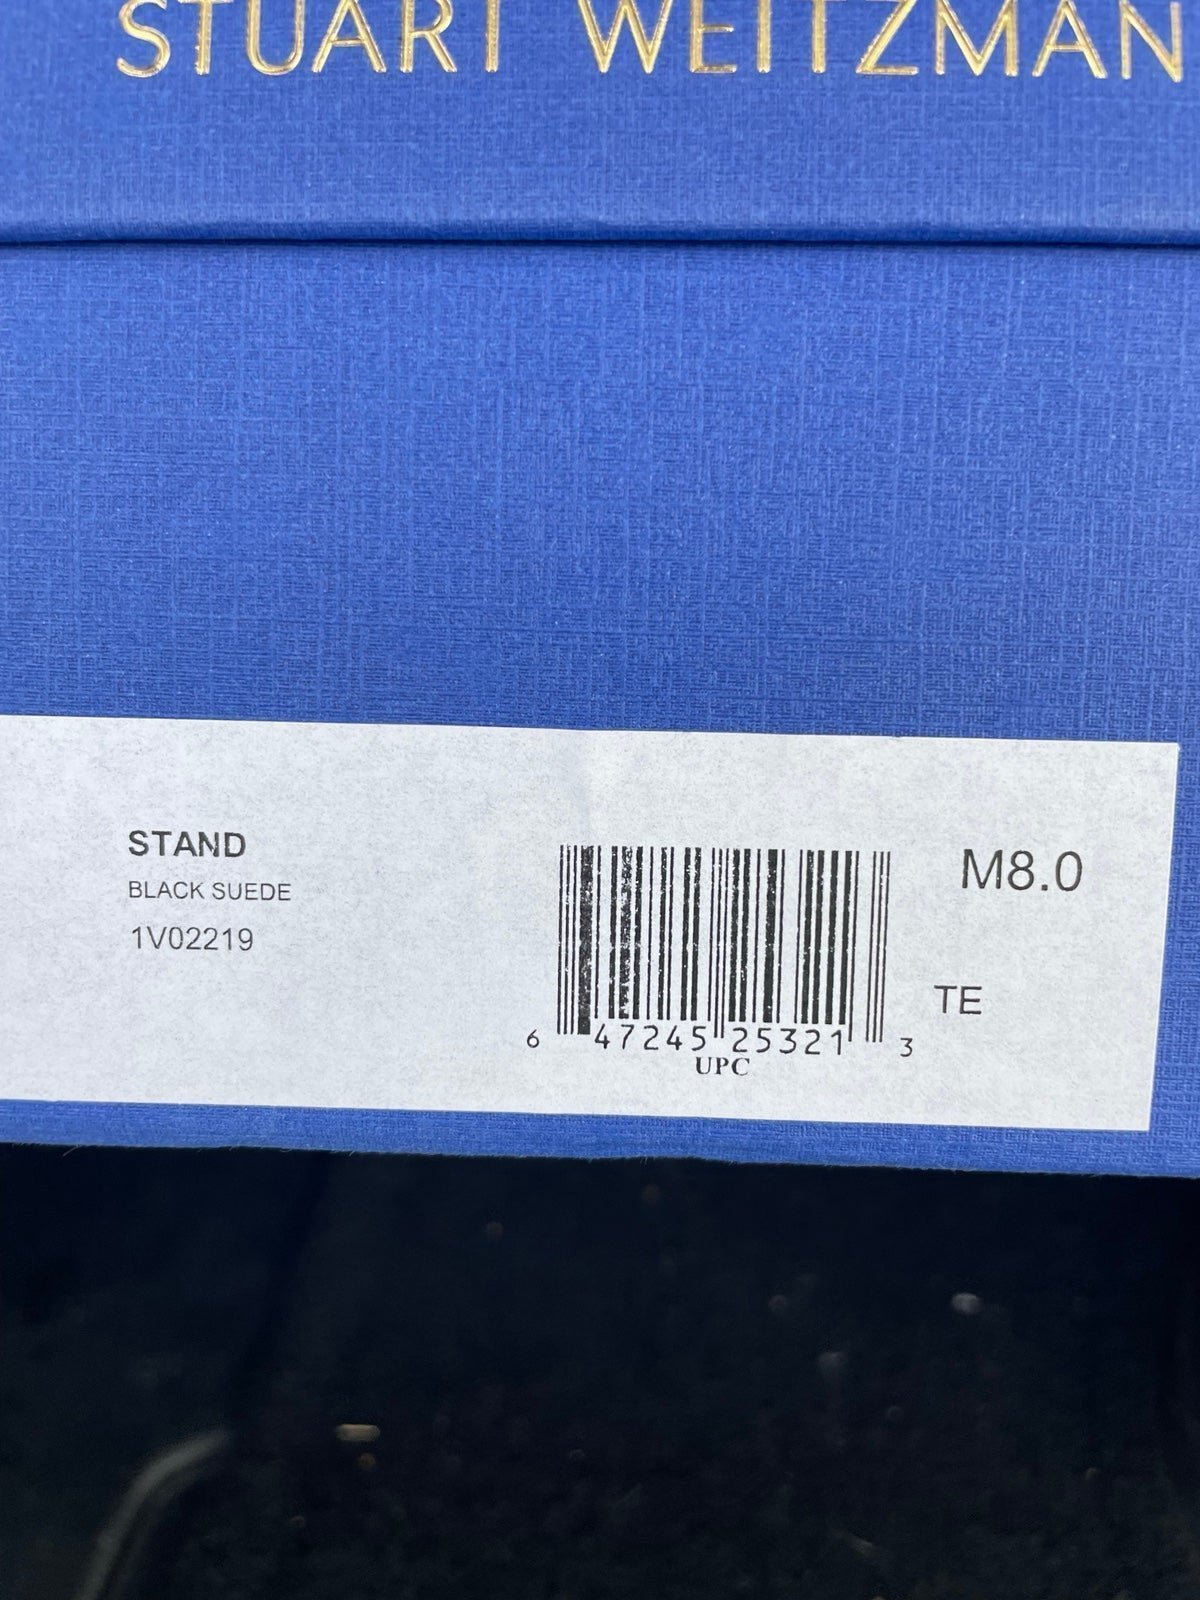 STUART WEITZMAN
STAND
BLACK SUEDE
1V02219
M8.0
TE
6 47245 25321 3
UPC